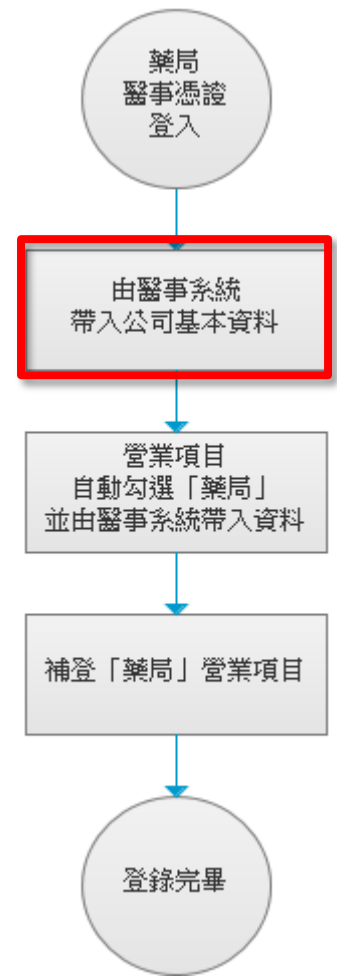 藥局
醫事憑證
登入
由醫事系統
帶入公司基本資料
營業項目
自動勾選「藥局」
並由醫事系統帶入資料
補登「藥局」營業項目
登錄完畢